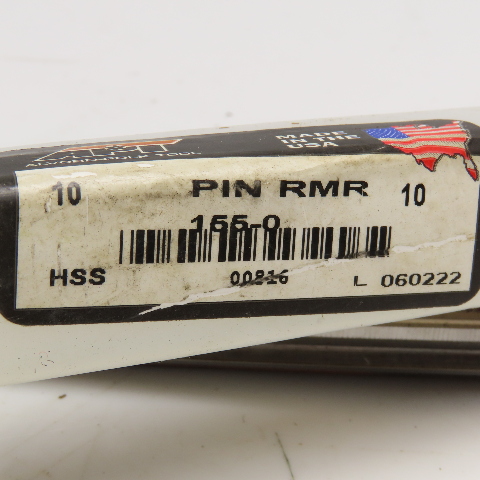 MADE
IN THE
USA
10 PIN RMR 10
155-0
HSS 00816 L 060222